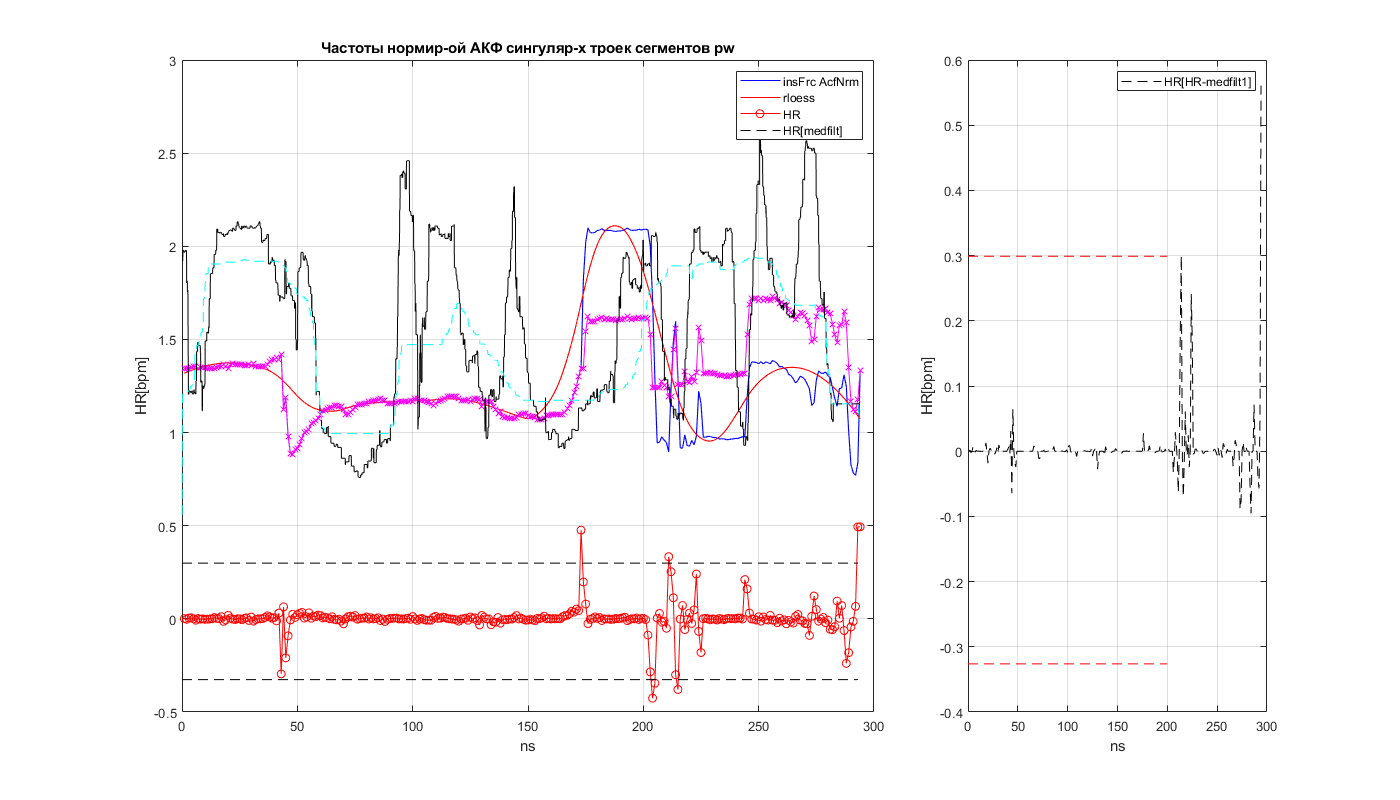 Частоты нормир-ой АКФ сингуляр-х троек сегментов pw
3
2.5
2
1.5
1
0.5
0
-0.5
HR[bpm]
0 50 100 150 200 250 300
ns
insFrc AcfNrm
rloess
HR
HR[medfilt]
0.6
0.5
0.4
0.3
0.2
0.1
0
-0.1
-0.2
-0.3
-0.4
HR[bpm]
0 50 100 150 200 250 300
ns
HR[HR-medfilt1]